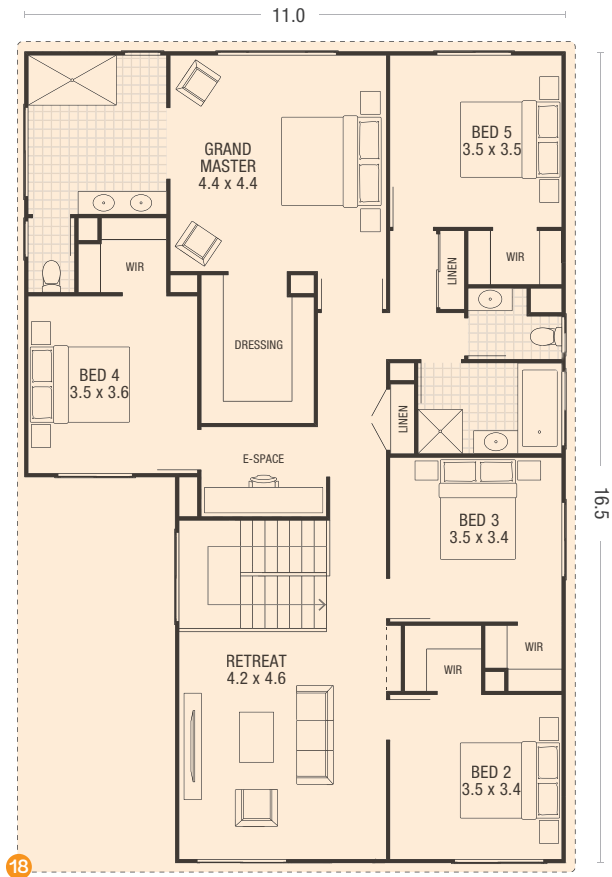 11.0
GRAND
MASTER
4.4 x 4.4
BED 5
3.5 x 3.5
WIR
LINEN
WIR
DRESSING
BED 4
3.5 x 3.6
LINEN
E-SPACE
BED 3
3.5 x 3.4
16.5
WIR
WIR
RETREAT
4.2 x 4.6
BED 2
3.5 x 3.4
18